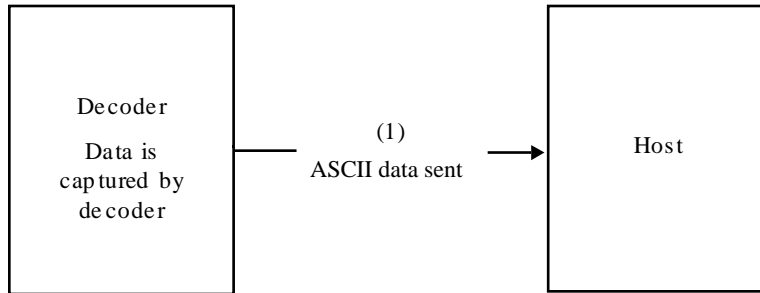 Decoder
Data is
captured by
decoder
(1)
ASCII data sent
Host